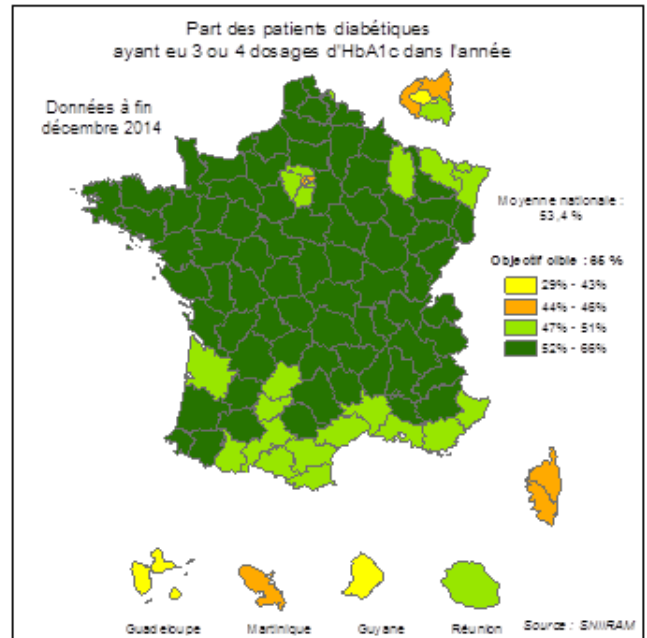 Part des patients diabétiques
ayant eu 3 ou 4 dosages d'HbA1c dans l'année
Données à fin
décembre 2014
Moyenne nationale :
53,4 %
Objectif cible : 65 %
29% - 43%
44% - 46%
47% - 51%
52% - 66%
Guadeloupe
Martinique
Guyane
Réunion
Source : SNIIRAM